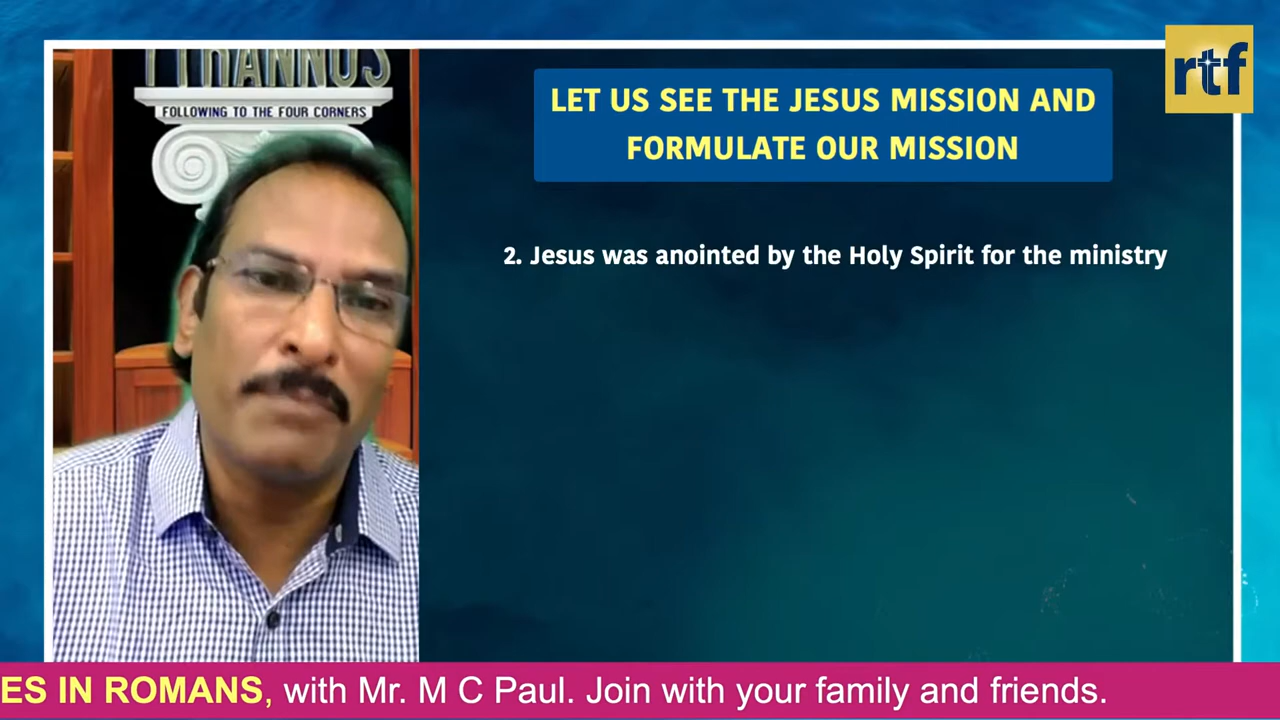 TYRANNUS
FOLLOWING TO THE FOUR CORNERS
LET US SEE THE JESUS MISSION AND
FORMULATE OUR MISSION
rtf
2. Jesus was anointed by the Holy Spirit for the ministry
ES IN ROMANS, with Mr. M C Paul. Join with your family and friends.